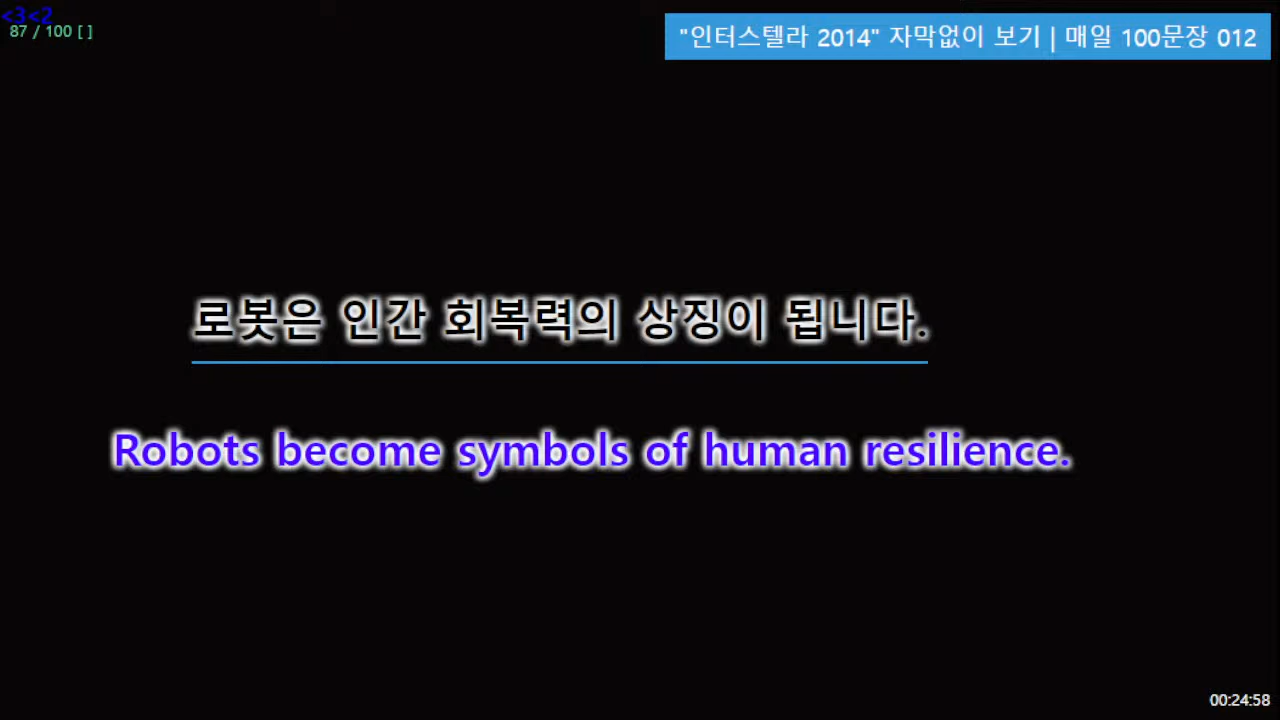 <3<2
87 / 100 [ ]
"인터스텔라 2014" 자막없이 보기 | 매일 100문장 012
로봇은 인간 회복력의 상징이 됩니다.
Robots become symbols of human resilience.
00:24:58